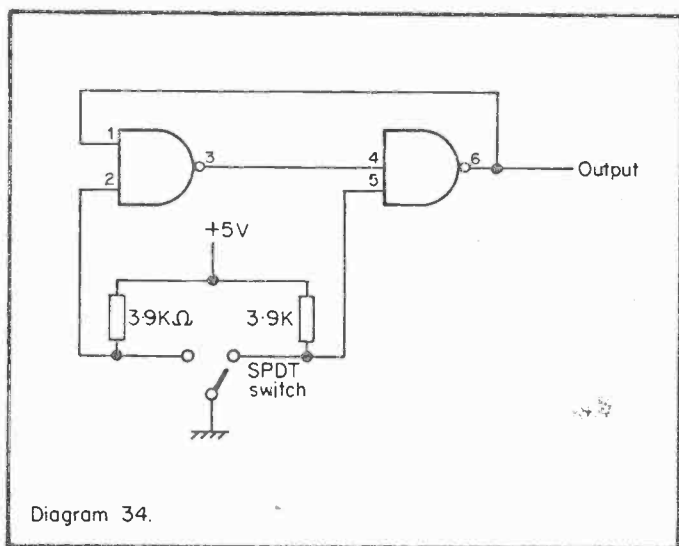 1
2
3
4
5
6
Output
+5V
3·9KΩ
3·9K
SPDT
switch
Diagram 34.